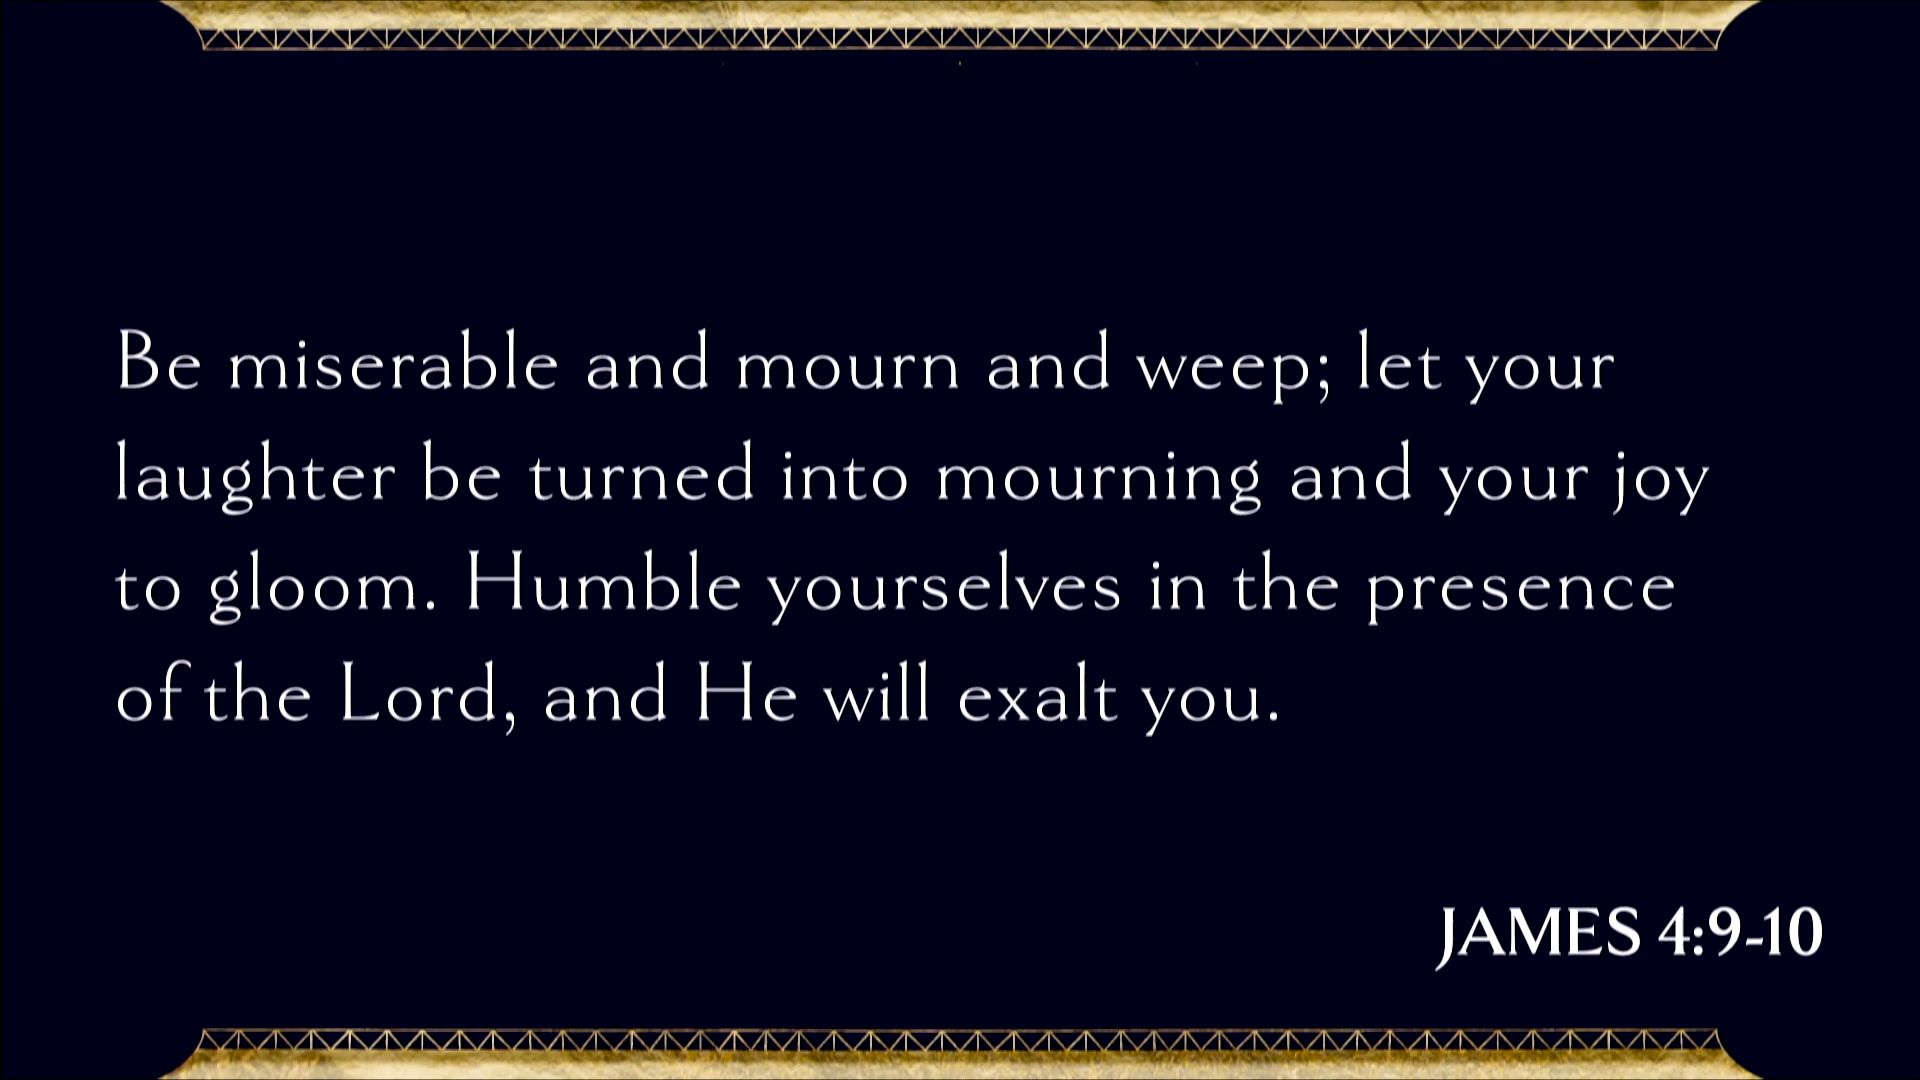 Be miserable and mourn and weep; let your
laughter be turned into mourning and your joy
to gloom. Humble yourselves in the presence
of the Lord, and He will exalt you.
JAMES 4:9-10